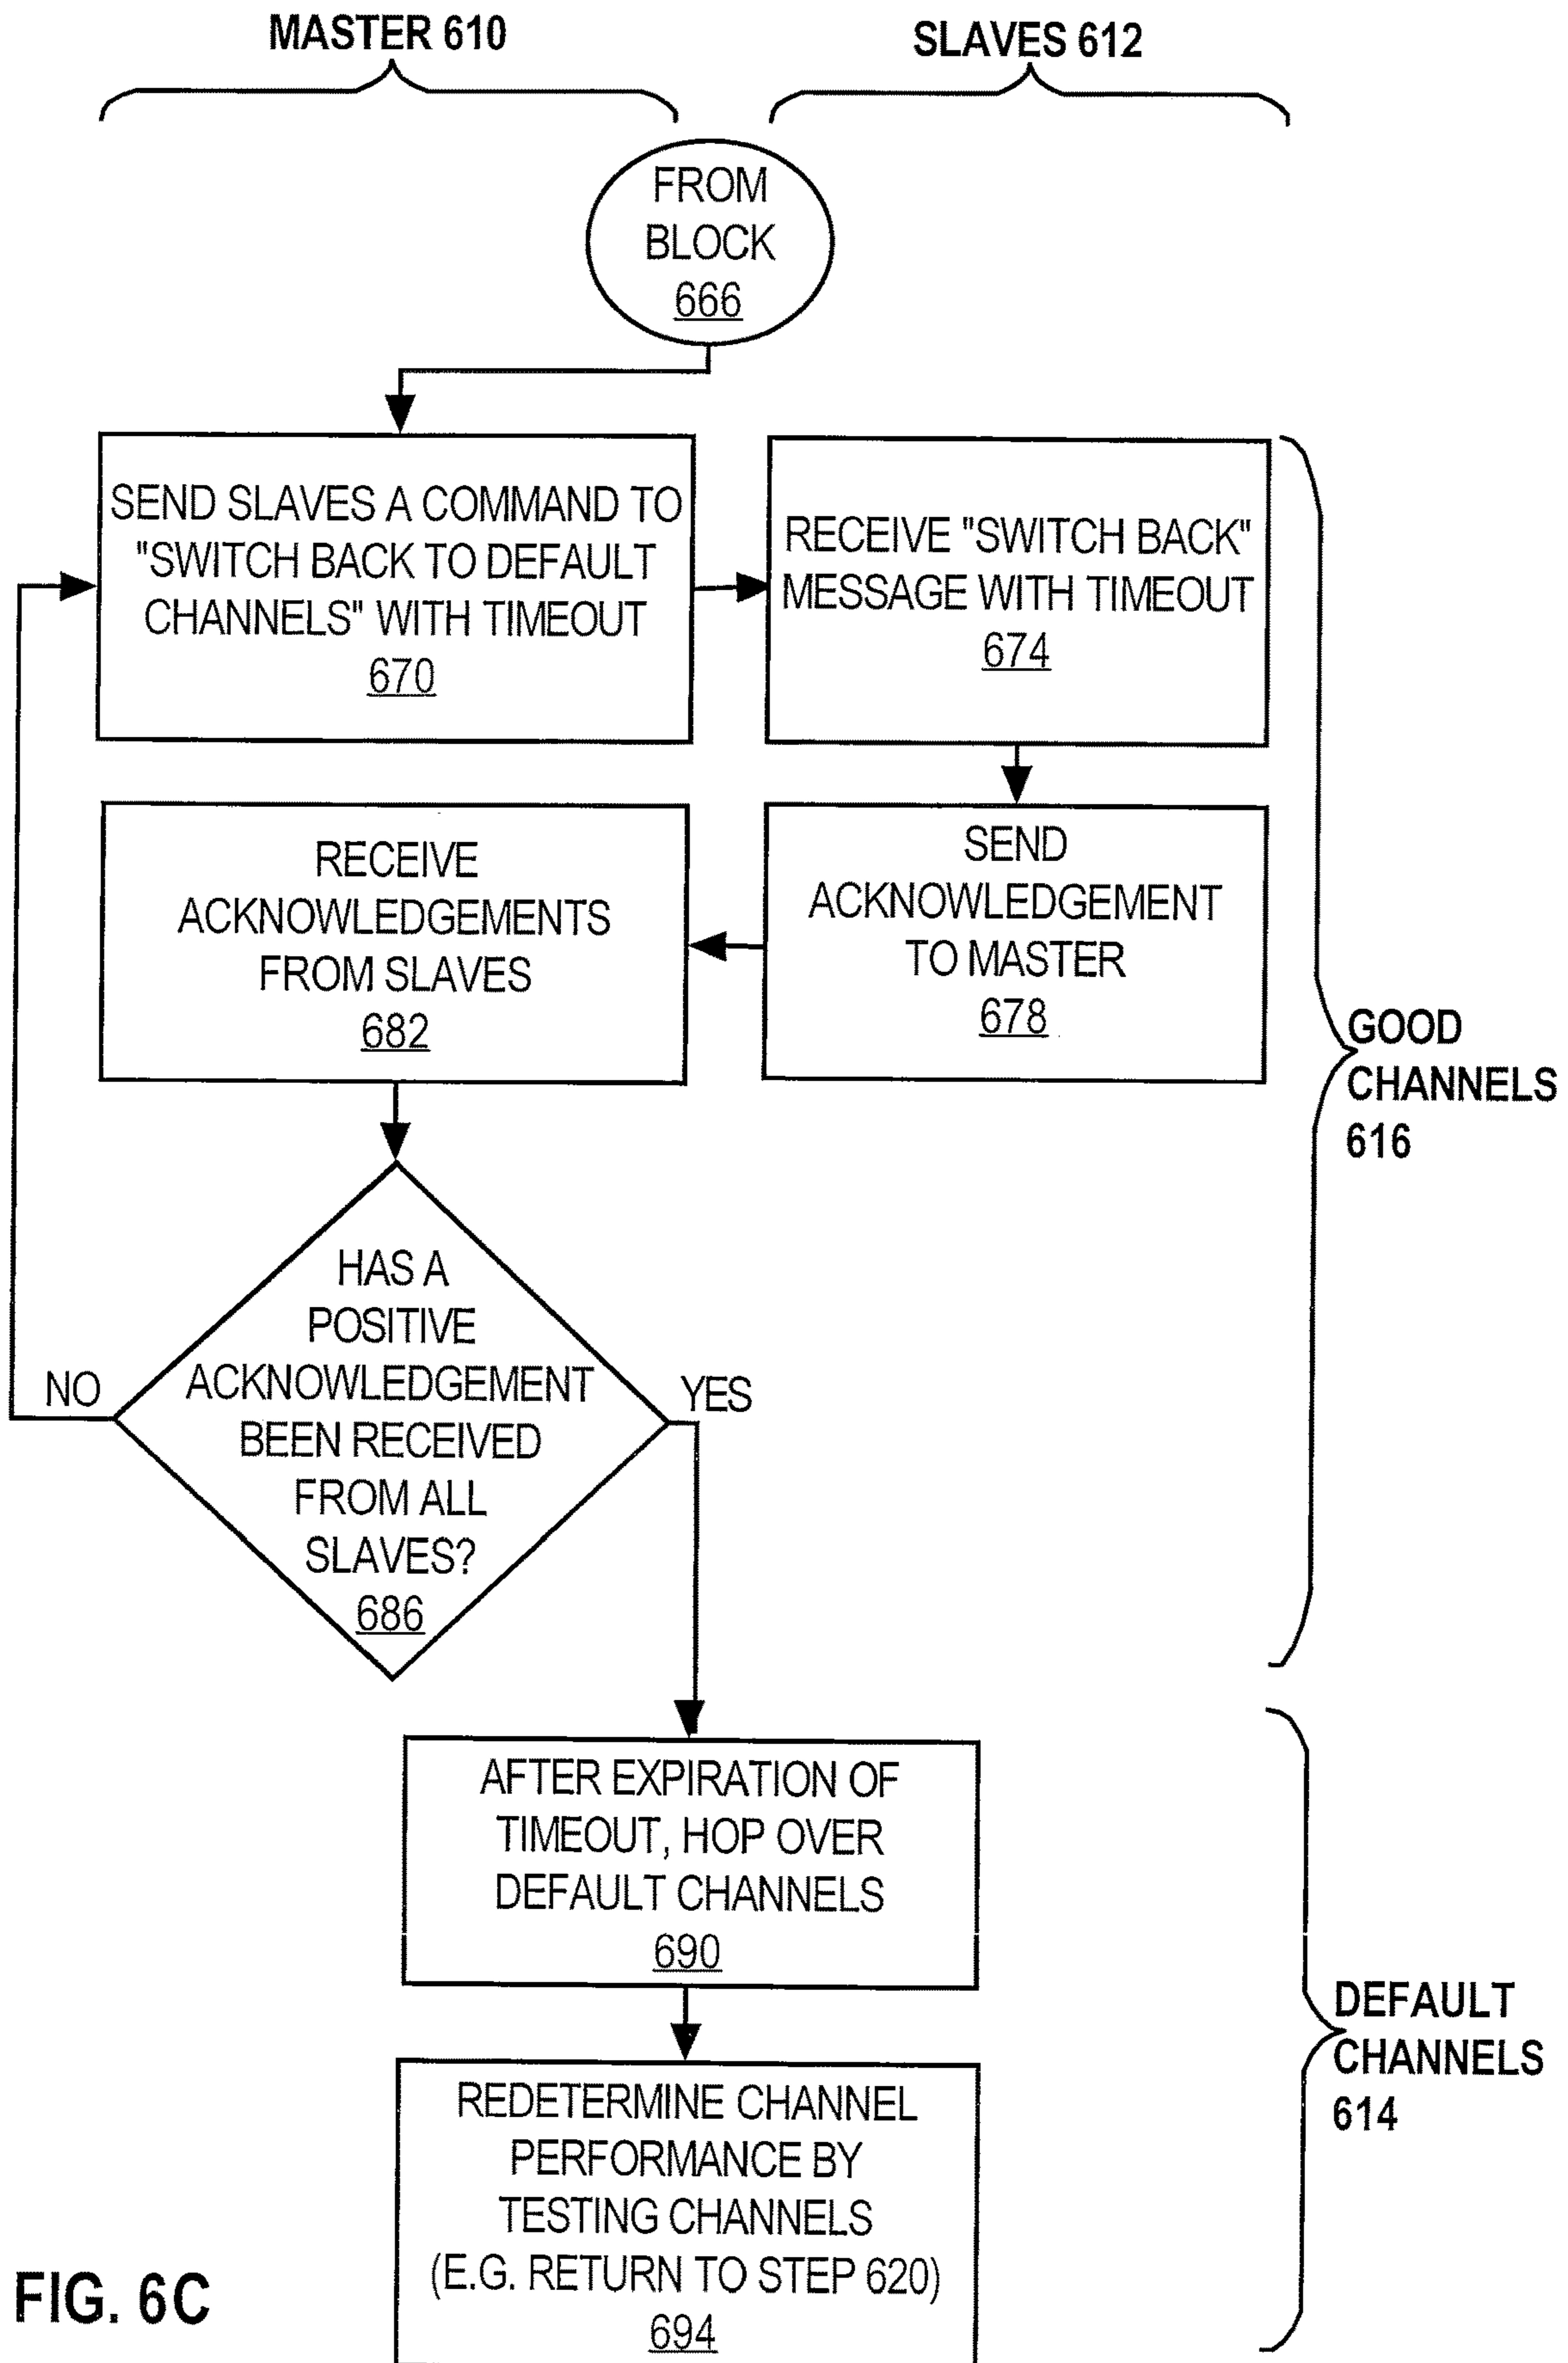 MASTER 610
SLAVES 612
FROM
BLOCK
666
SEND SLAVES A COMMAND TO
"SWITCH BACK TO DEFAULT
CHANNELS" WITH TIMEOUT
670
RECEIVE "SWITCH BACK"
MESSAGE WITH TIMEOUT
674
RECEIVE
ACKNOWLEDGEMENTS
FROM SLAVES
682
SEND
ACKNOWLEDGEMENT
TO MASTER
678
GOOD
CHANNELS
616
HAS A
POSITIVE
ACKNOWLEDGEMENT
BEEN RECEIVED
FROM ALL
SLAVES?
686
NO
YES
AFTER EXPIRATION OF
TIMEOUT, HOP OVER
DEFAULT CHANNELS
690
DEFAULT
CHANNELS
614
REDETERMINE CHANNEL
PERFORMANCE BY
TESTING CHANNELS
(E.G. RETURN TO STEP 620)
694
FIG. 6C